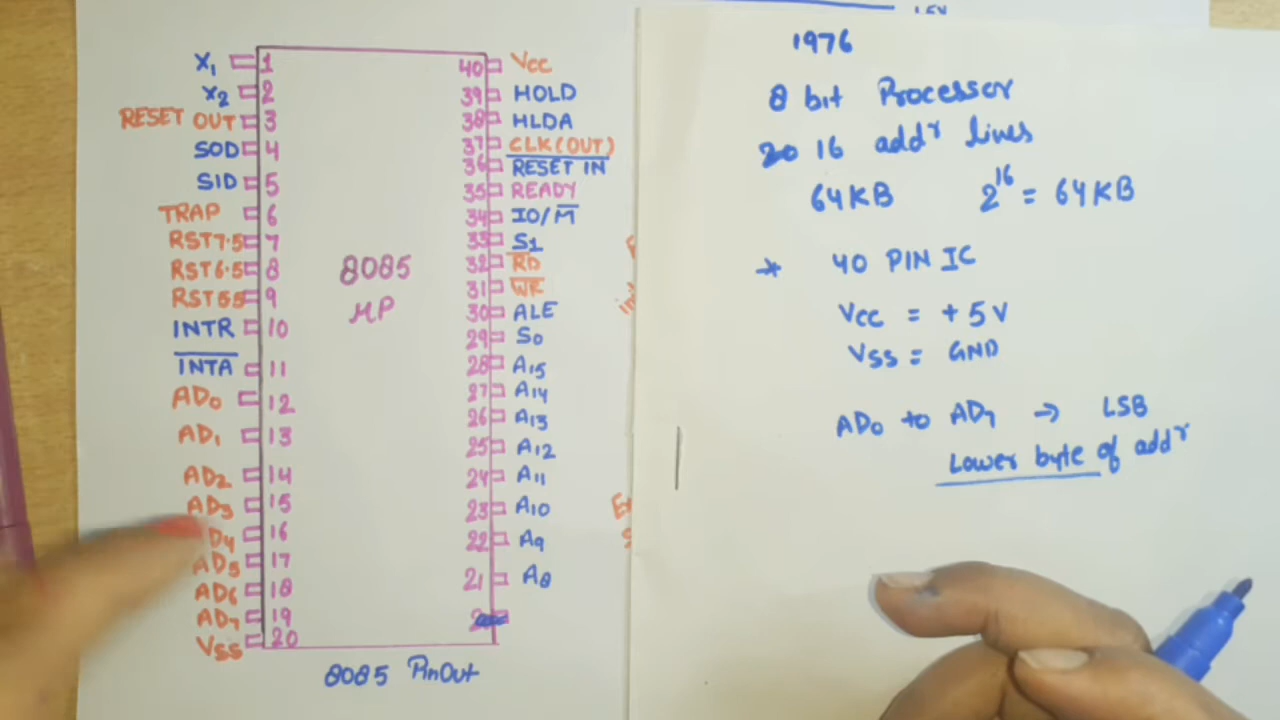 X1 1
X2 2
RESET OUT 3
SOD 4
SID 5
TRAP 6
RST7.5 7
RST6.5 8
RST5.5 9
INTR 10
INTA 11
AD0 12
AD1 13
AD2 14
AD3 15
AD4 16
AD5 17
AD6 18
AD7 19
VSS 20
8085
μP
40 Vcc
39 HOLD
38 HLDA
37 CLK(OUT)
36 RESET IN
35 READY
34 IO/M
33 S1
32 RD
31 WR
30 ALE
29 S0
28 A15
27 A14
26 A13
25 A12
24 A11
23 A10
22 A9
21 A8
8085 PinOut
1976
8 bit Processor
16 addr lines
64KB 2^16 = 64KB
* 40 PIN IC
Vcc = +5V
Vss = GND
AD0 to AD7 → LSB
Lower byte of addr